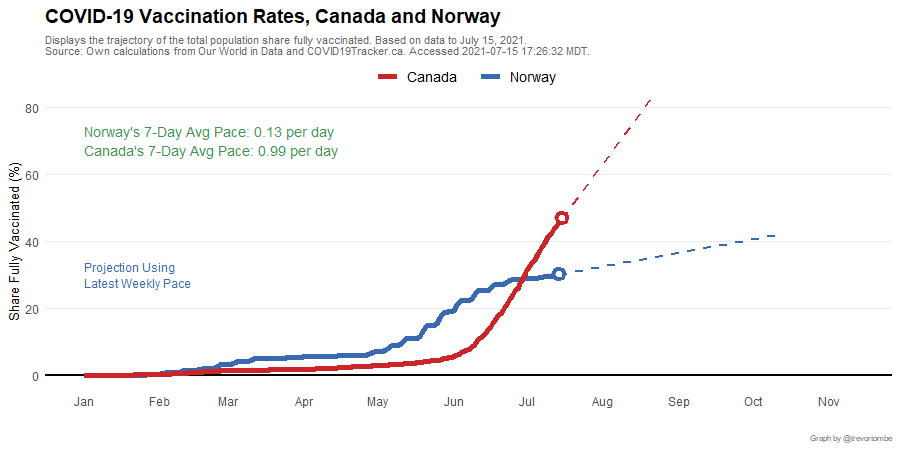 COVID-19 Vaccination Rates, Canada and Norway
Displays the trajectory of the total population share fully vaccinated. Based on data to July 15, 2021.
Source: Own calculations from Our World in Data and COVID19Tracker.ca. Accessed 2021-07-15 17:26:32 MDT.
Canada Norway
80
Norway's 7-Day Avg Pace: 0.13 per day
Canada's 7-Day Avg Pace: 0.99 per day
60
Share Fully Vaccinated (%)
40
Projection Using
Latest Weekly Pace
20
0
Jan Feb Mar Apr May Jun Jul Aug Sep Oct Nov
Graph by @trevortombe